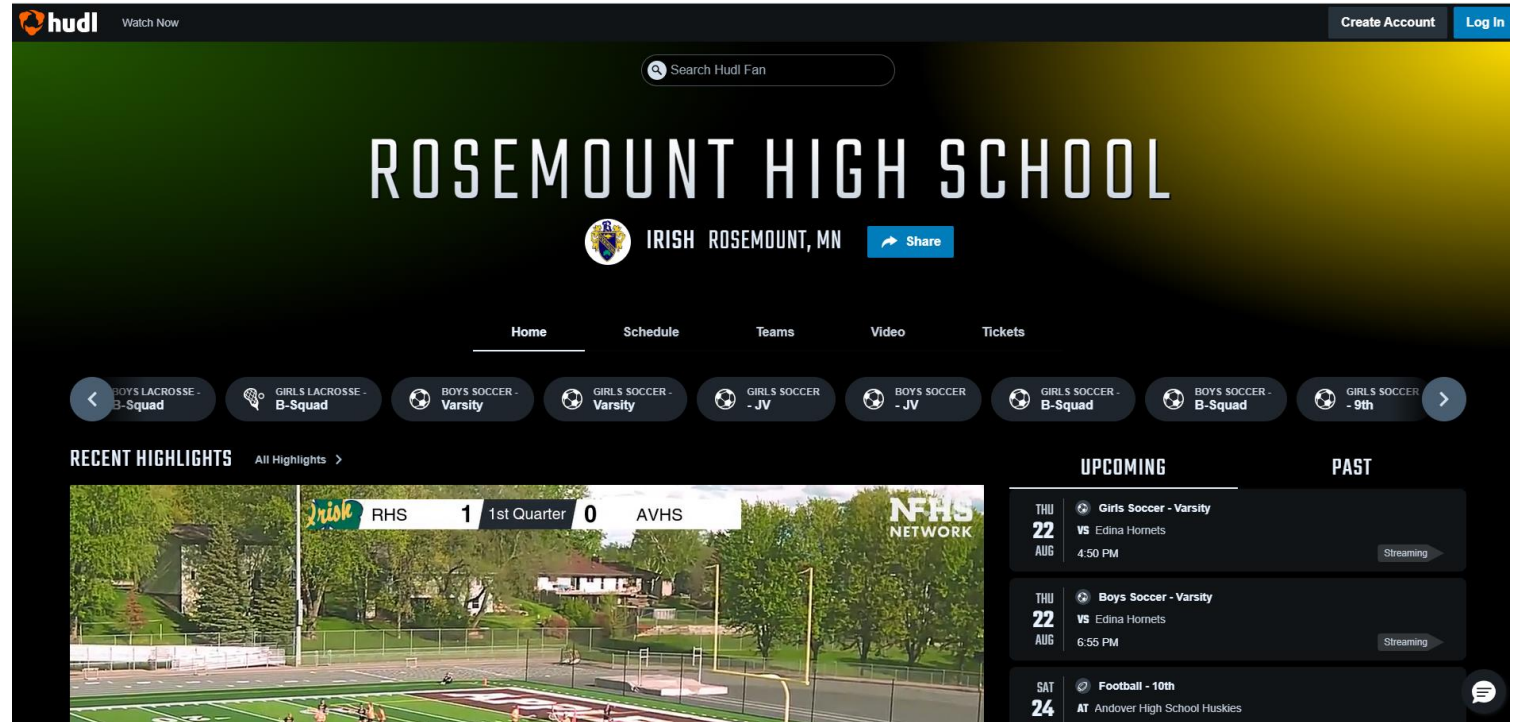 hudl Watch Now Create Account Log In
Search Hudl Fan
ROSEMOUNT HIGH SCHOOL
IRISH ROSEMOUNT, MN Share
Home Schedule Teams Video Tickets
BOYS LACROSSE -
B-Squad
GIRLS LACROSSE -
B-Squad
BOYS SOCCER -
Varsity
GIRLS SOCCER -
Varsity
GIRLS SOCCER
- JV
BOYS SOCCER
- JV
GIRLS SOCCER -
B-Squad
BOYS SOCCER -
B-Squad
GIRLS SOCCER
- 9th
RECENT HIGHLIGHTS All Highlights >
Irish RHS 1 1st Quarter 0 AVHS
NFHS
NETWORK
UPCOMING PAST
THU
22
AUG
Girls Soccer - Varsity
VS Edina Hornets
4:50 PM Streaming
THU
22
AUG
Boys Soccer - Varsity
VS Edina Hornets
6:55 PM Streaming
SAT
24
Football - 10th
AT Andover High School Huskies